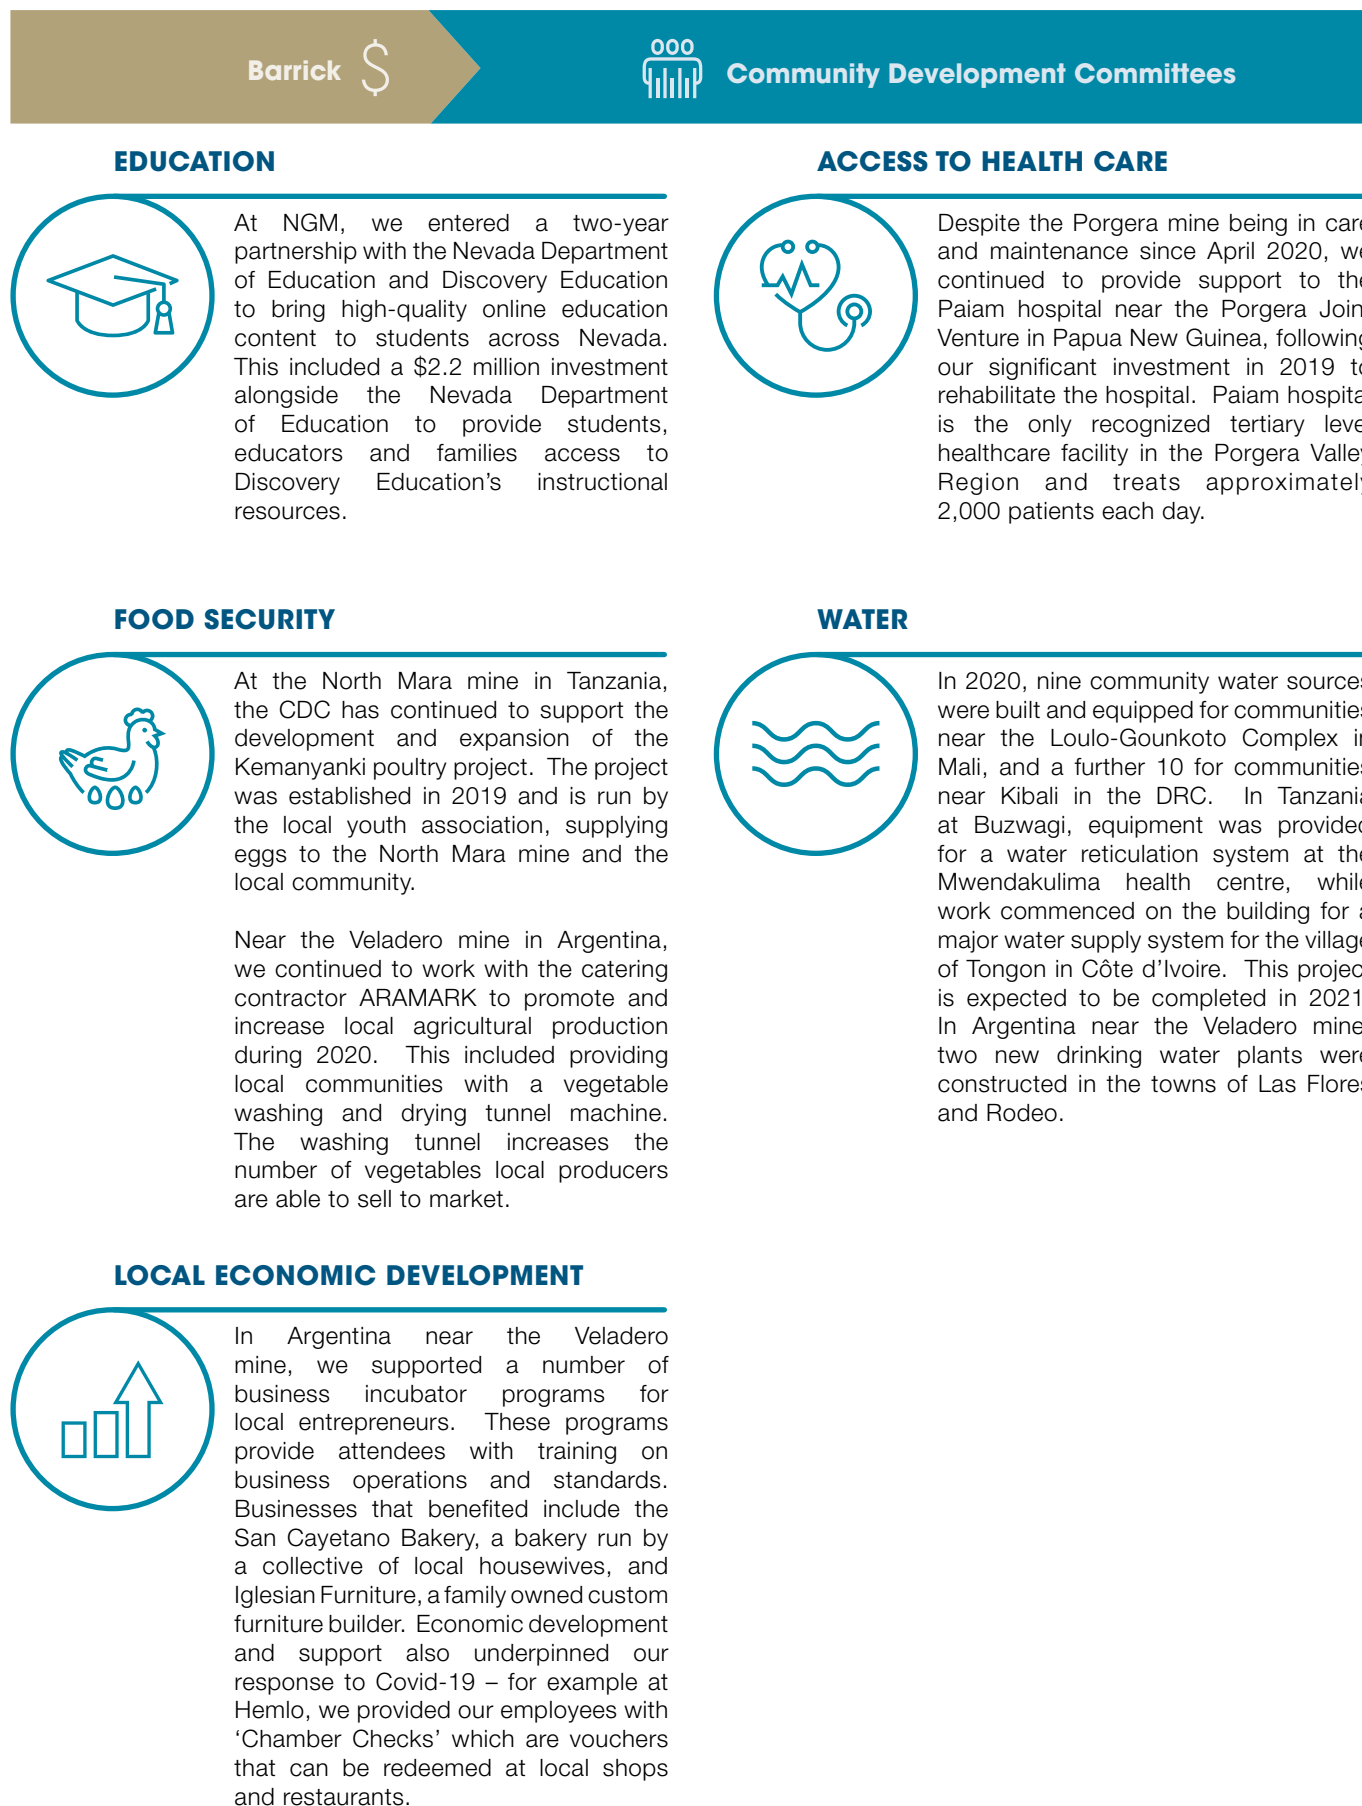 Barrick $
Community Development Committees
EDUCATION
At NGM, we entered a two-year
partnership with the Nevada Department
of Education and Discovery Education
to bring high-quality online education
content to students across Nevada.
This included a $2.2 million investment
alongside the Nevada Department
of Education to provide students,
educators and families access to
Discovery Education’s instructional
resources.
ACCESS TO HEALTH CARE
Despite the Porgera mine being in care
and maintenance since April 2020, we
continued to provide support to the
Paiam hospital near the Porgera Join
Venture in Papua New Guinea, following
our significant investment in 2019 to
rehabilitate the hospital. Paiam hospita
is the only recognized tertiary leve
healthcare facility in the Porgera Valley
Region and treats approximately
2,000 patients each day.
FOOD SECURITY
At the North Mara mine in Tanzania,
the CDC has continued to support the
development and expansion of the
Kemanyanki poultry project. The project
was established in 2019 and is run by
the local youth association, supplying
eggs to the North Mara mine and the
local community.
Near the Veladero mine in Argentina,
we continued to work with the catering
contractor ARAMARK to promote and
increase local agricultural production
during 2020. This included providing
local communities with a vegetable
washing and drying tunnel machine.
The washing tunnel increases the
number of vegetables local producers
are able to sell to market.
WATER
In 2020, nine community water sources
were built and equipped for communities
near the Loulo-Gounkoto Complex in
Mali, and a further 10 for communities
near Kibali in the DRC. In Tanzania
at Buzwagi, equipment was provided
for a water reticulation system at the
Mwendakulima health centre, while
work commenced on the building for a
major water supply system for the village
of Tongon in Côte d’Ivoire. This projec
is expected to be completed in 2021
In Argentina near the Veladero mine
two new drinking water plants were
constructed in the towns of Las Flores
and Rodeo.
LOCAL ECONOMIC DEVELOPMENT
In Argentina near the Veladero
mine, we supported a number of
business incubator programs for
local entrepreneurs. These programs
provide attendees with training on
business operations and standards.
Businesses that benefited include the
San Cayetano Bakery, a bakery run by
a collective of local housewives, and
Iglesian Furniture, a family owned custom
furniture builder. Economic development
and support also underpinned our
response to Covid-19 – for example at
Hemlo, we provided our employees with
‘Chamber Checks’ which are vouchers
that can be redeemed at local shops
and restaurants.